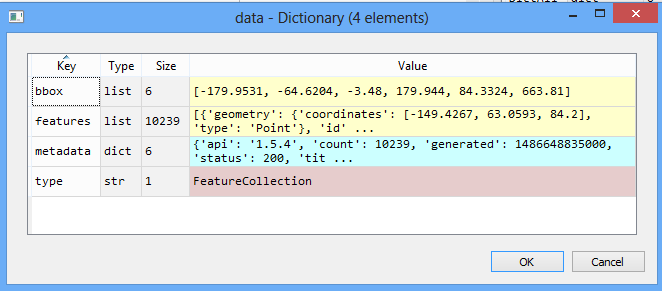 data - Dictionary (4 elements)
Key Type Size Value
bbox list 6 [-179.9531, -64.6204, -3.48, 179.944, 84.3324, 663.81]
features list 10239 [{'geometry': {'coordinates': [-149.4267, 63.0593, 84.2],
'type': 'Point'}, 'id' ...
metadata dict 6 {'api': '1.5.4', 'count': 10239, 'generated': 1486648835000,
'status': 200, 'tit ...
type str 1 FeatureCollection
OK Cancel